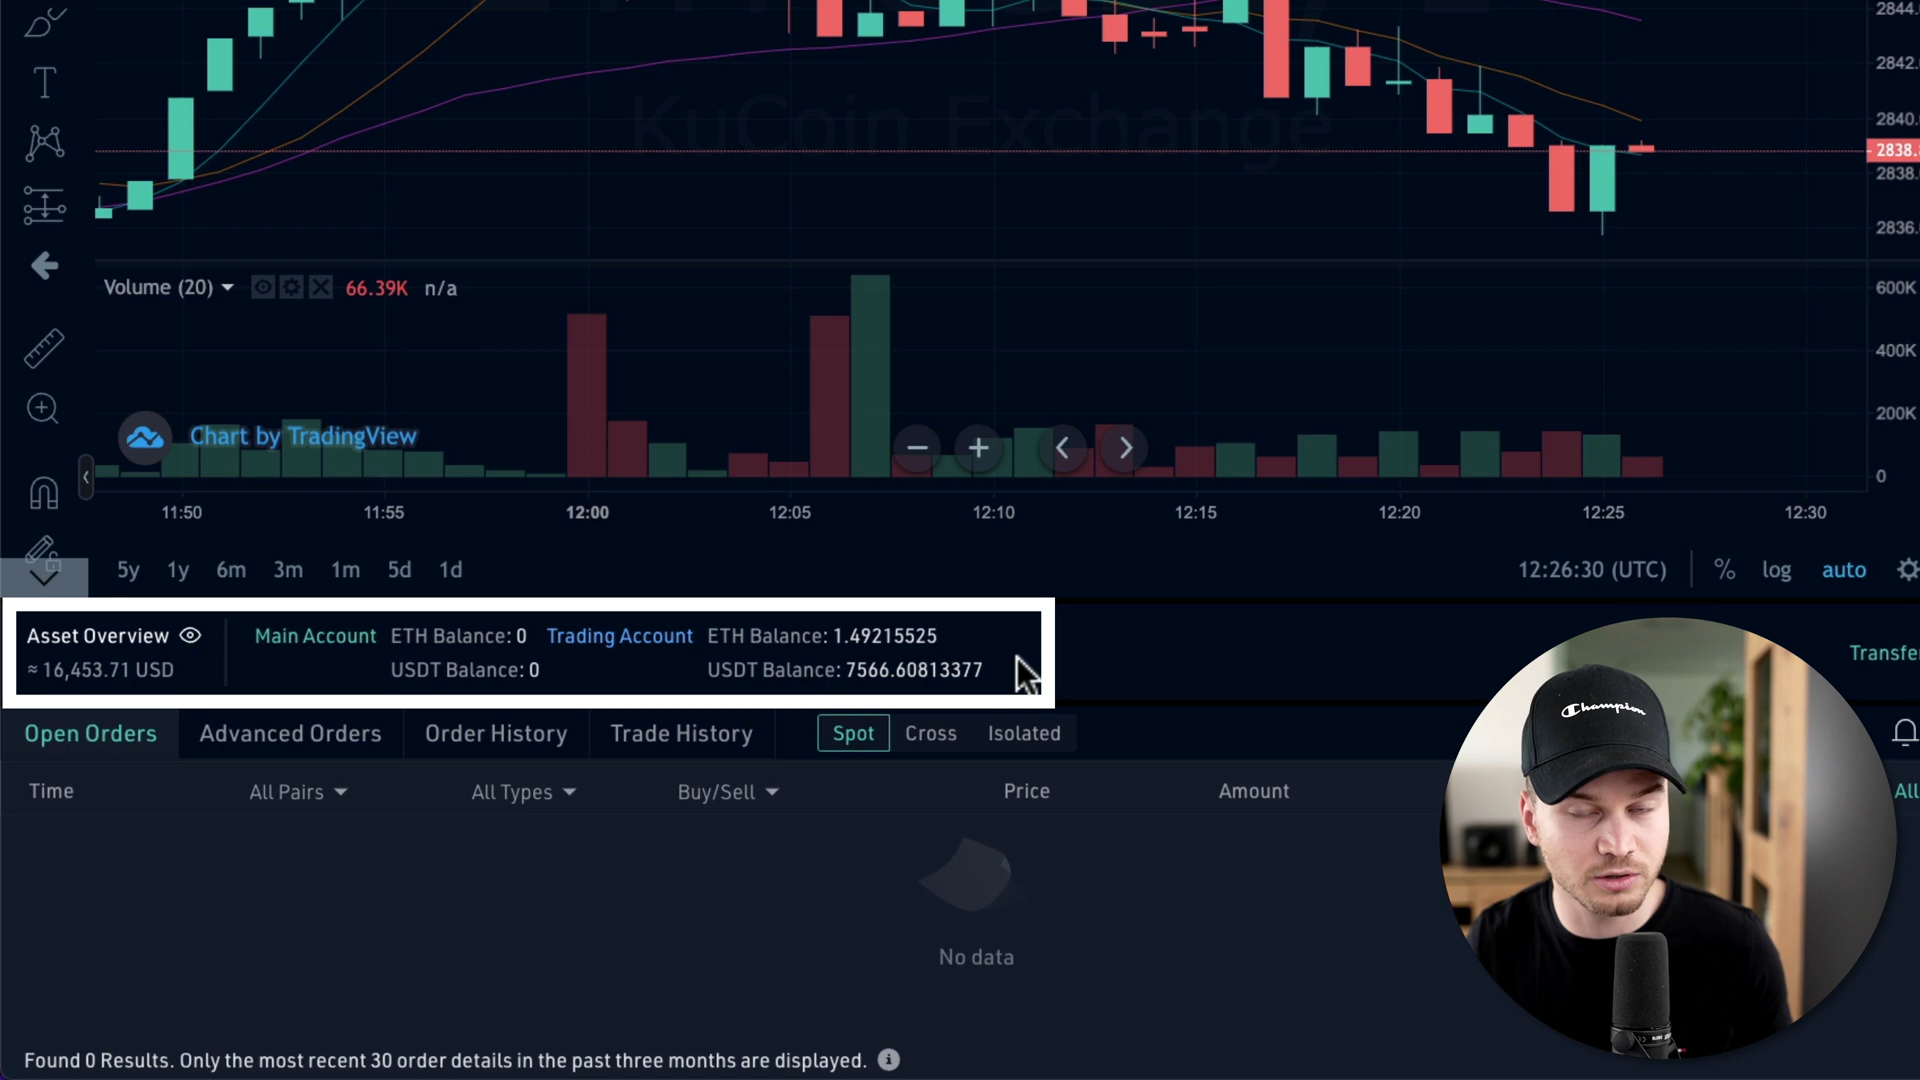 2844.
2842.
2840.
KuCoin Exchange
2838.
2838.
2836.
Volume (20) 66.39K n/a
600K
400K
200K
Chart by TradingView
0
11:50 11:55 12:00 12:05 12:10 12:15 12:20 12:25 12:30
5y 1y 6m 3m 1m 5d 1d 12:26:30 (UTC) % log auto
Asset Overview Main Account ETH Balance: 0 Trading Account ETH Balance: 1.49215525
≈ 16,453.71 USD USDT Balance: 0 USDT Balance: 7566.60813377
Transfe
Open Orders Advanced Orders Order History Trade History Spot Cross Isolated
Time All Pairs All Types Buy/Sell Price Amount All
Champion
No data
Found 0 Results. Only the most recent 30 order details in the past three months are displayed.